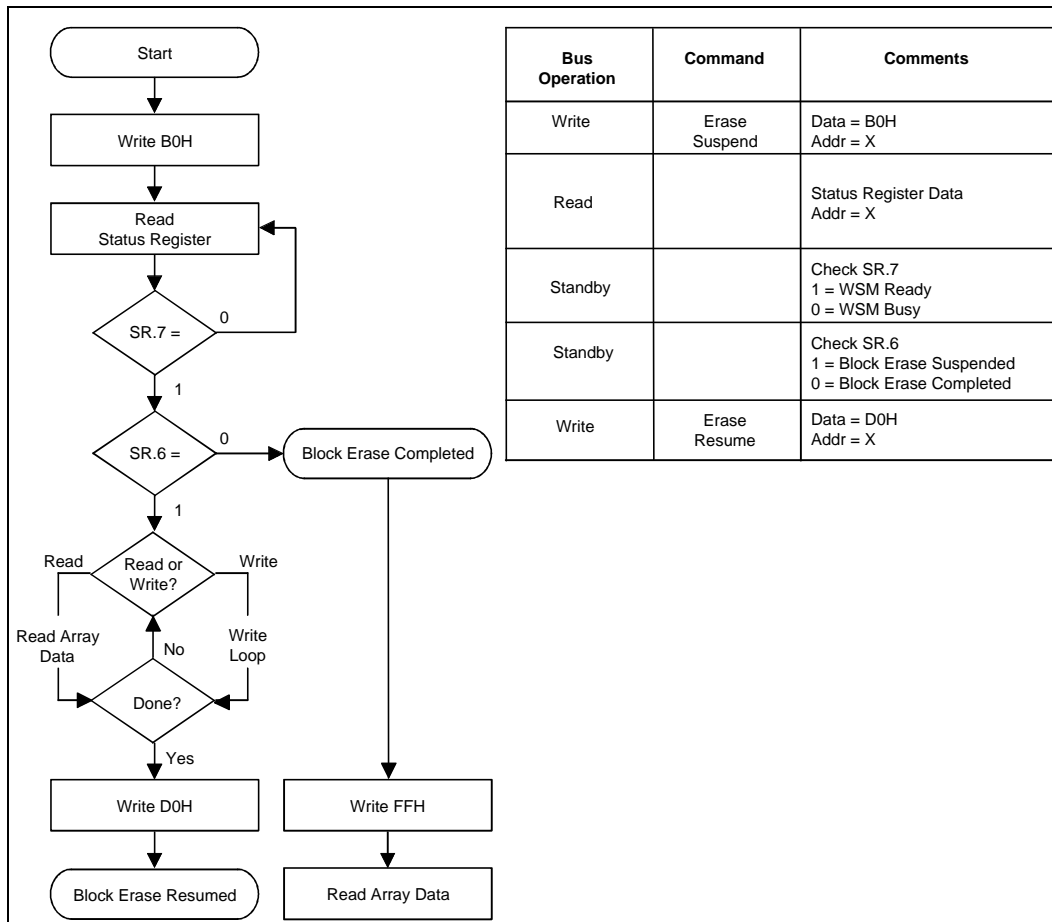 Start
Write B0H
Read
Status Register
SR.7 =
0
1
SR.6 =
0
Block Erase Completed
1
Read
Read or
Write?
Write
Read Array
Data
No
Write
Loop
Done?
Yes
Write D0H
Write FFH
Block Erase Resumed
Read Array Data
Bus
Operation
Command
Comments
Write
Erase
Suspend
Data = B0H
Addr = X
Read
Status Register Data
Addr = X
Standby
Check SR.7
1 = WSM Ready
0 = WSM Busy
Standby
Check SR.6
1 = Block Erase Suspended
0 = Block Erase Completed
Write
Erase
Resume
Data = D0H
Addr = X